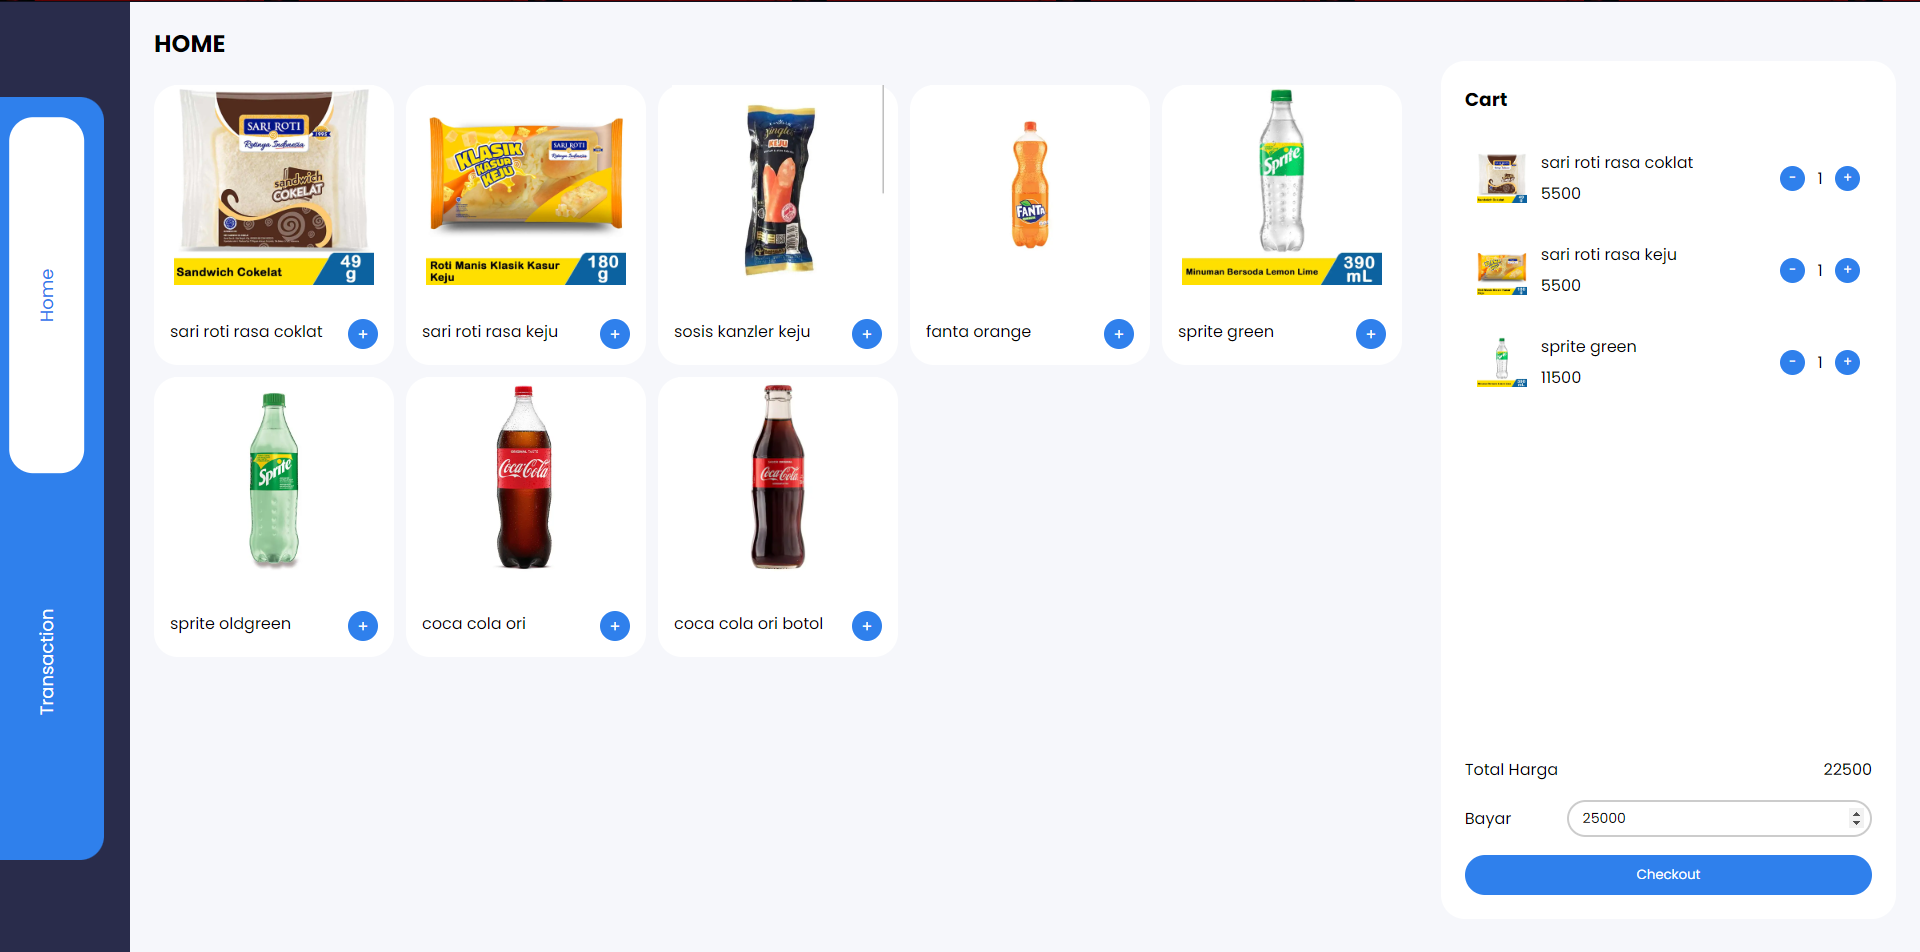 HOME
Home
Transaction
SARI ROTI
Rotinya Indonesia
sandwich
COKELAT
Sandwich Cokelat
49
g
sari roti rasa coklat
+
KLASIK
KASUR
KEJU
SARI ROTI
Roti Manis Klasik Kasur
Keju
180
g
sari roti rasa keju
+
Single
KEJU
sosis kanzler keju
+
FANTA
fanta orange
+
Sprite
Minuman Bersoda Lemon Lime
390
mL
sprite green
+
Sprite
sprite oldgreen
+
Coca-Cola
coca cola ori
+
Coca-Cola
coca cola ori botol
+
Cart
sari roti rasa coklat
5500
- 1 +
sari roti rasa keju
5500
- 1 +
sprite green
11500
- 1 +
Total Harga 22500
Bayar 25000
Checkout